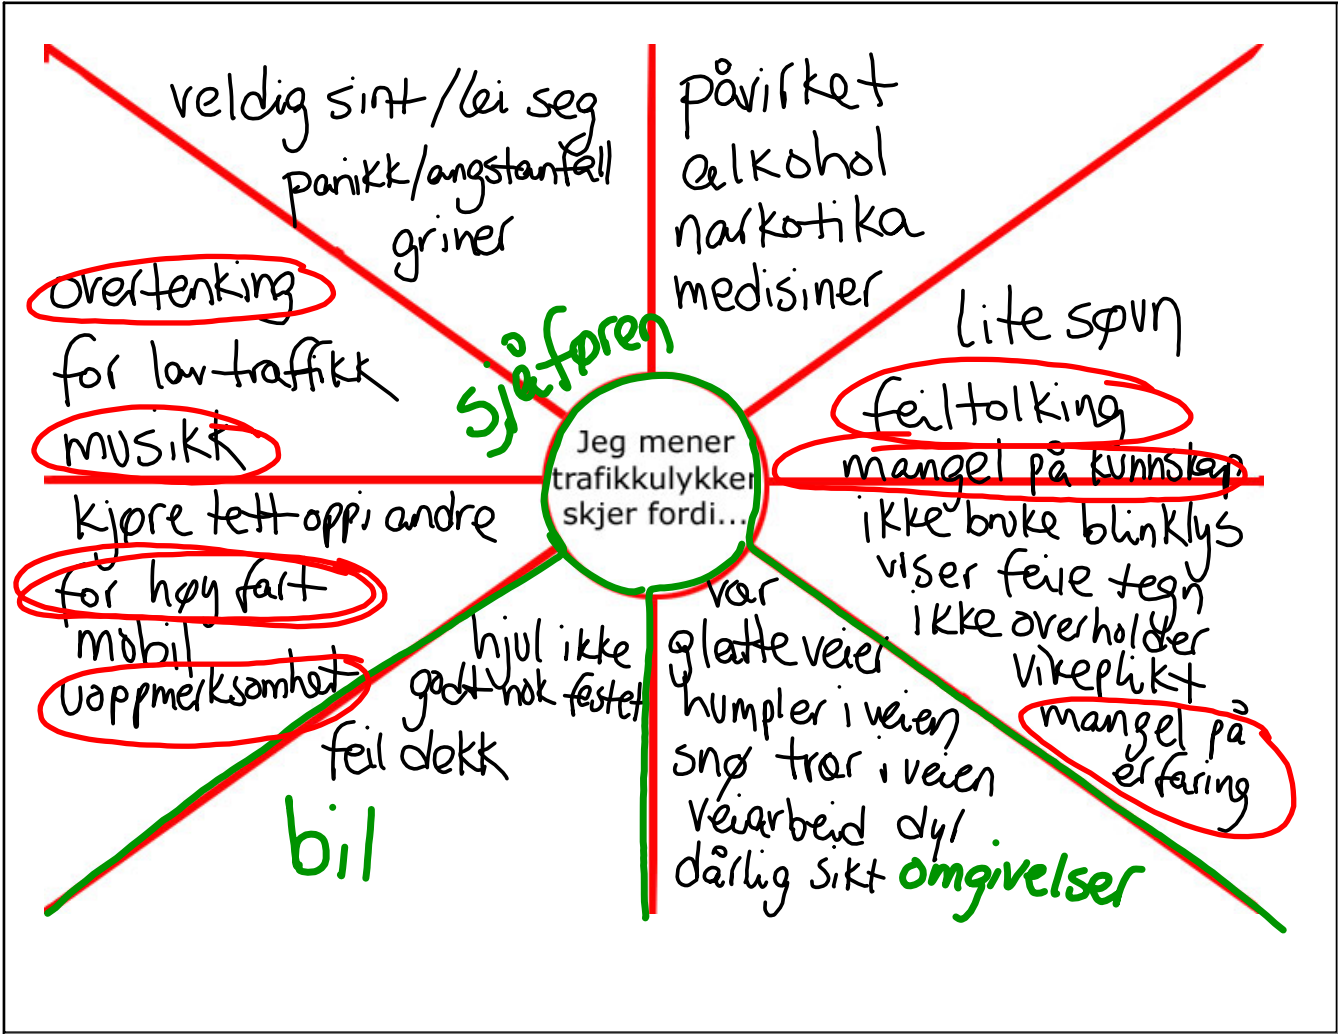 veldig sint/lei seg
panikk/angstanfall
griner
påvirket
alkohol
narkotika
medisiner
overtenking
for lav traffikk
musikk
sjåføren
lite søvn
feiltolking
mangel på kunnskap
Jeg mener
trafikkulykker
skjer fordi...
kjøre tett oppi andre
for høy fart
mobil
uoppmerksomhet
ikke bruke blinklys
viser feile tegn
ikke overholder
vikeplikt
mangel på
erfaring
hjul ikke
godt nok festet
feil dekk
bil
vær
glatte veier
humpler i veien
snø trær i veien
veiarbeid dyr
dårlig sikt
omgivelser